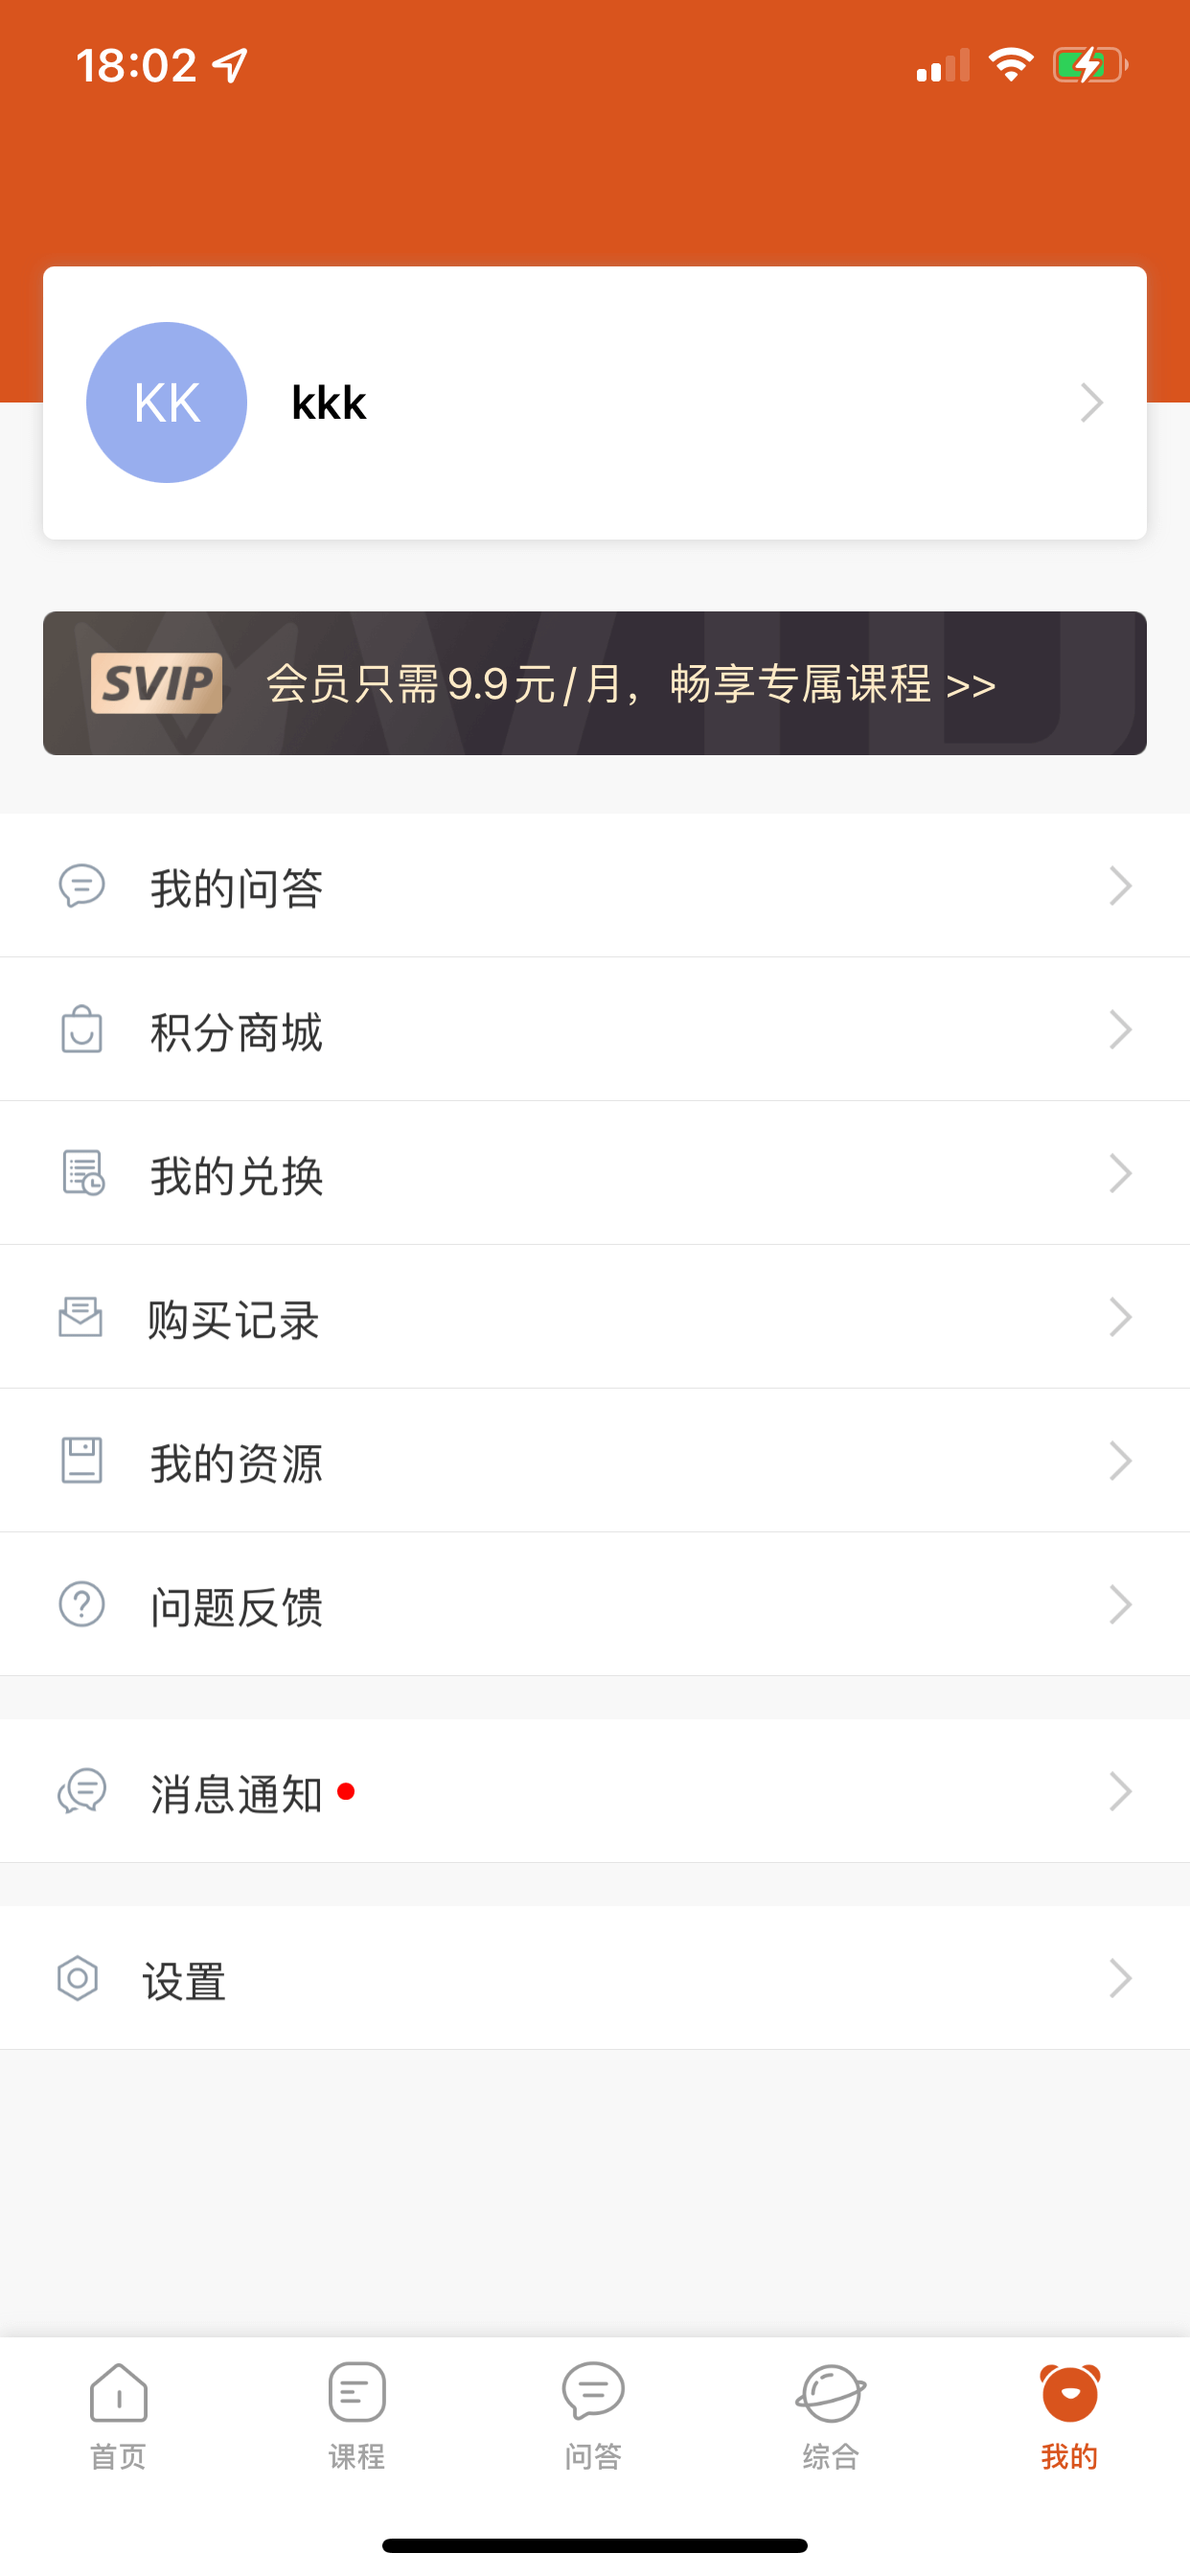 18:02
KK
kkk
SVIP 会员只需9.9元/月，畅享专属课程 >>
我的问答
积分商城
我的兑换
购买记录
我的资源
问题反馈
消息通知
设置
首页 课程 问答 综合 我的